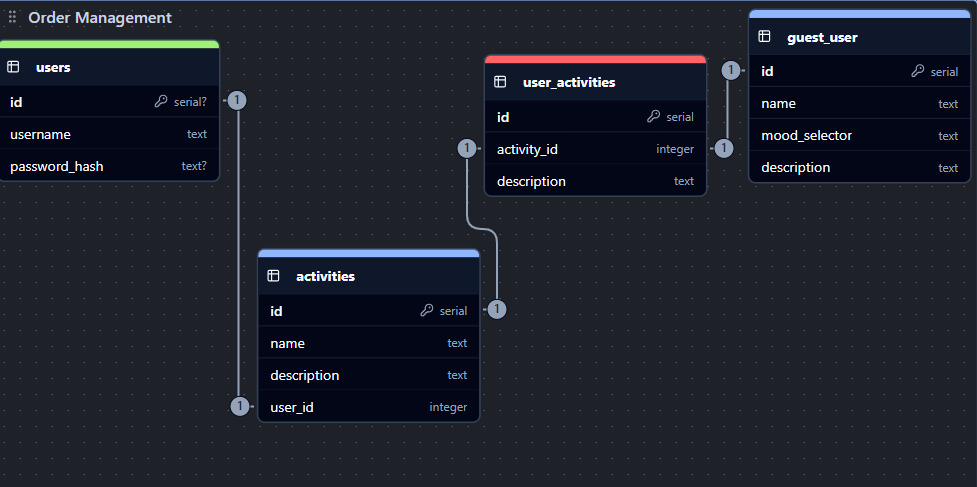 Order Management
users
id serial?
username text
password_hash text?
1
1
activities
id serial
name text
description text
user_id integer
1
1
user_activities
id serial
activity_id integer
description text
1
1
guest_user
id serial
name text
mood_selector text
description text